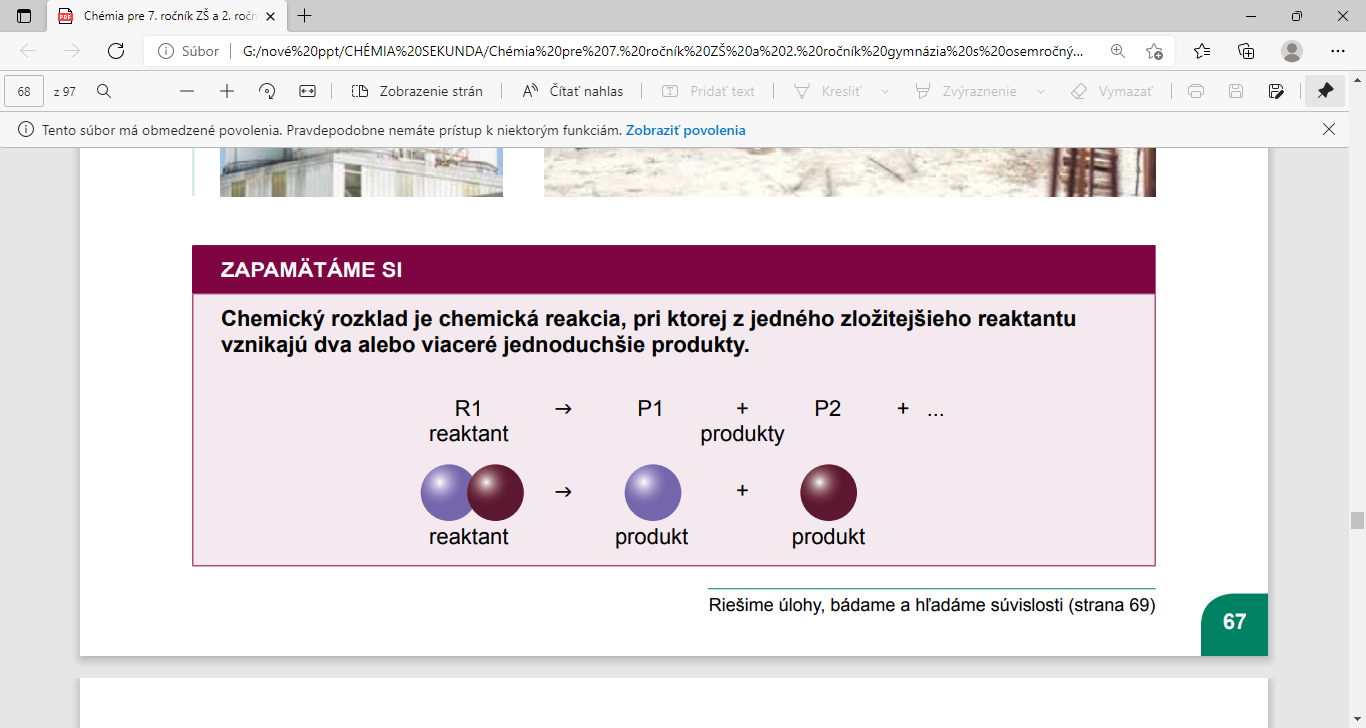 Chémia pre 7. ročník ZŠ a 2. ročn
Súbor G:/nové%20ppt/CHÉMIA%20SEKUNDA/Chémia%20pre%207.%20ročník%20ZŠ%20a%202.%20ročník%20gymnázia%20s%20osemročný...
68 z 97 Zobrazenie strán Čítať nahlas Pridať text Kresliť Zvýraznenie Vymazať
Tento súbor má obmedzené povolenia. Pravdepodobne nemáte prístup k niektorým funkciám. Zobraziť povolenia
ZAPAMÄTÁME SI
Chemický rozklad je chemická reakcia, pri ktorej z jedného zložitejšieho reaktantu
vznikajú dva alebo viaceré jednoduchšie produkty.
R1 → P1 + P2 + ...
reaktant produkty
→ +
reaktant produkt produkt
Riešime úlohy, bádame a hľadáme súvislosti (strana 69)
67